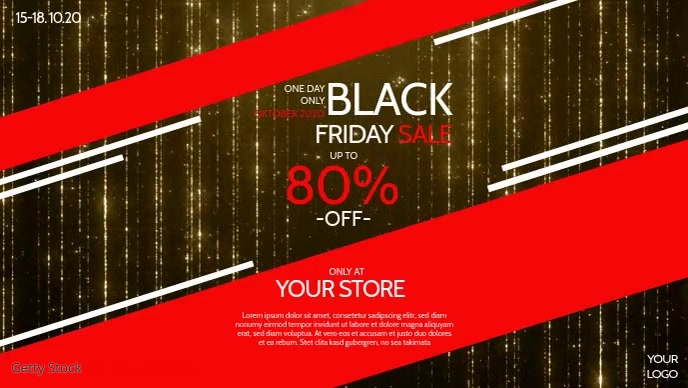 15-18.10.20
ONE DAY
ONLY
OKTOBER 2020
BLACK
FRIDAY SALE
UP TO
80%
-OFF-
ONLY AT
YOUR STORE
Lorem ipsum dolor sit amet, consetetur sadipscing elitr, sed diam
nonumy eirmod tempor invidunt ut labore et dolore magna aliquyam
erat, sed diam voluptua. At vero eos et accusam et justo duo dolores
et ea rebum. Stet clita kasd gubergren, no sea takimata
Getty Stock
YOUR
LOGO